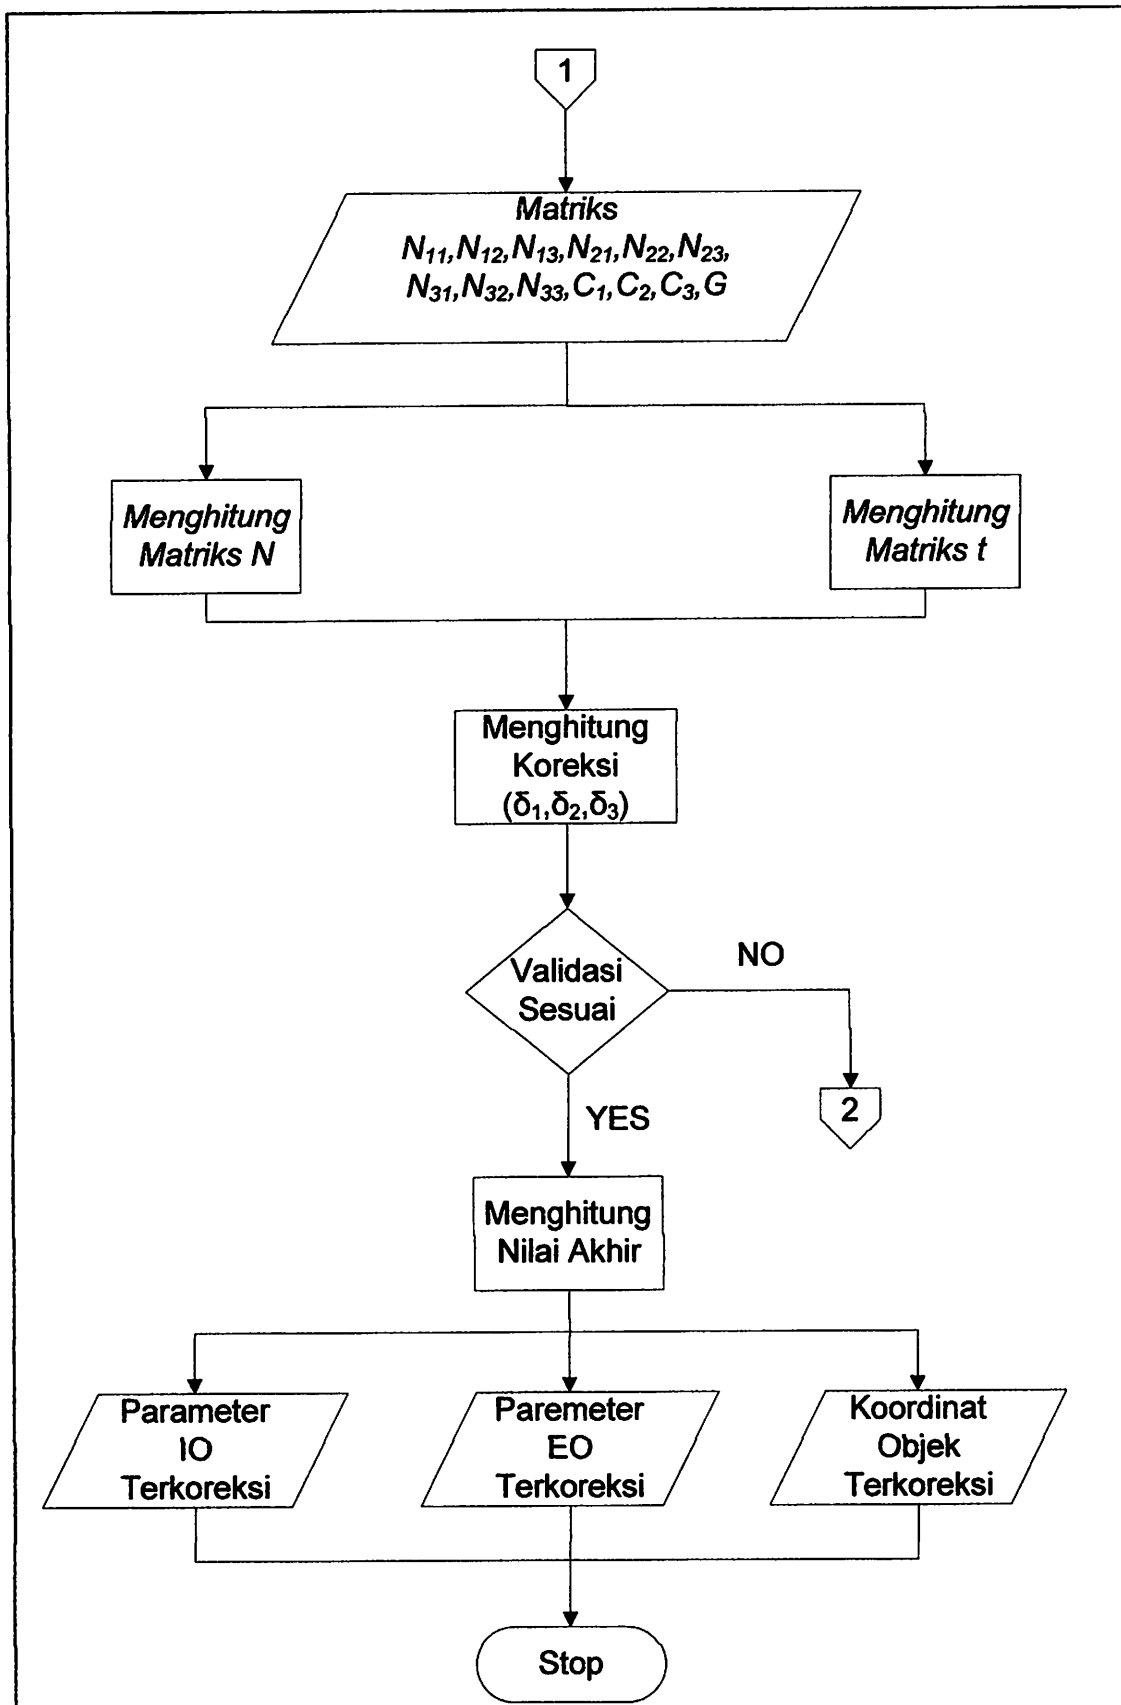 1
Matriks
N₁₁,N₁₂,N₁₃,N₂₁,N₂₂,N₂₃,
N₃₁,N₃₂,N₃₃,C₁,C₂,C₃,G
Menghitung
Matriks N
Menghitung
Matriks t
Menghitung
Koreksi
(δ₁,δ₂,δ₃)
Validasi
Sesuai
NO
2
YES
Menghitung
Nilai Akhir
Parameter
IO
Terkoreksi
Paremeter
EO
Terkoreksi
Koordinat
Objek
Terkoreksi
Stop